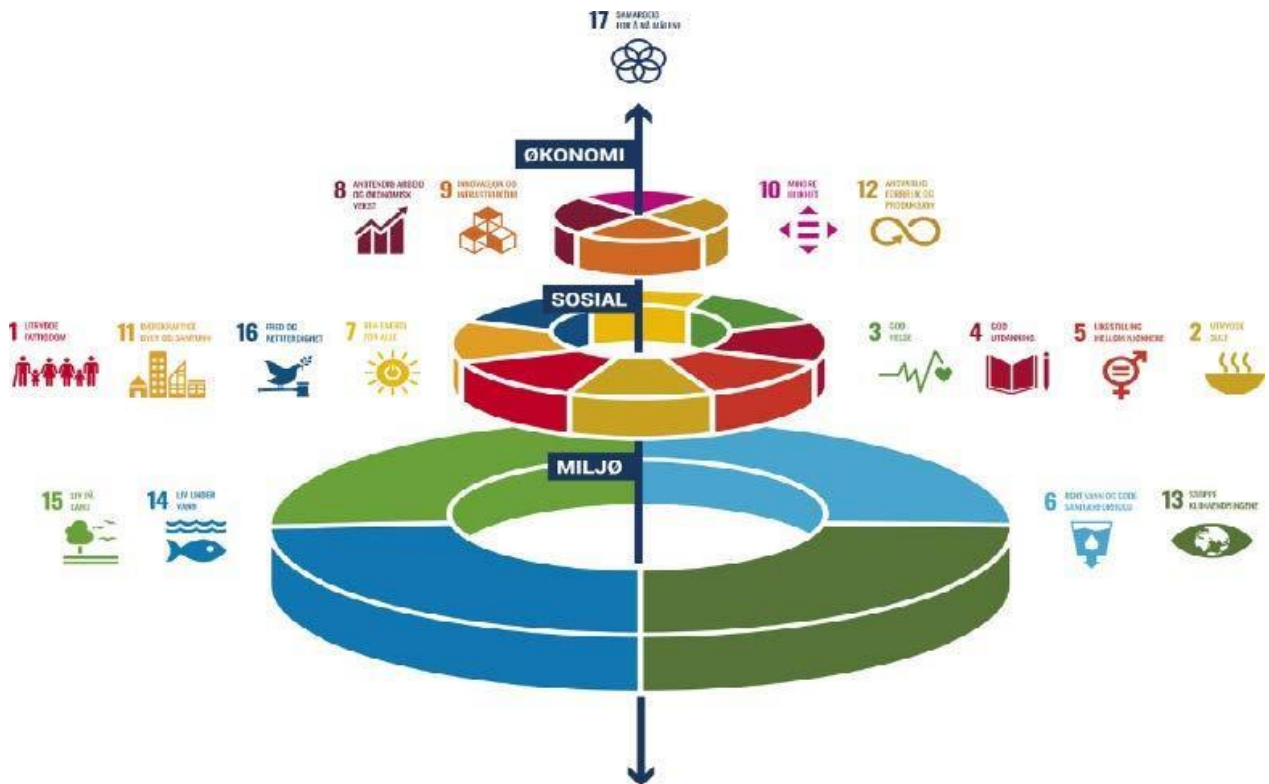 17 SAMARBEID
FOR Å NÅ MÅLENE
ØKONOMI
8 ANSTENDIG ARBEID
OG ØKONOMISK
VEKST
9 INNOVASJON OG
INFRASTRUKTUR
10 MINDRE
ULIKHET
12 ANSVARLIG
FORBRUK OG
PRODUKSJON
SOSIAL
1 UTRYDDE
FATTIGDOM
11 BÆREKRAFTIGE
BYER OG SAMFUNN
16 FRED OG
RETTFERDIGHET
7 REN ENERGI
FOR ALLE
3 GOD
HELSE
4 GOD
UTDANNING
5 LIKESTILLING
MELLOM KJØNNENE
2 UTRYDDE
SULT
MILJØ
15 LIV PÅ
LAND
14 LIV UNDER
VANN
6 RENT VANN OG GODE
SANITÆRFORHOLD
13 STOPPE
KLIMAENDRINGENE